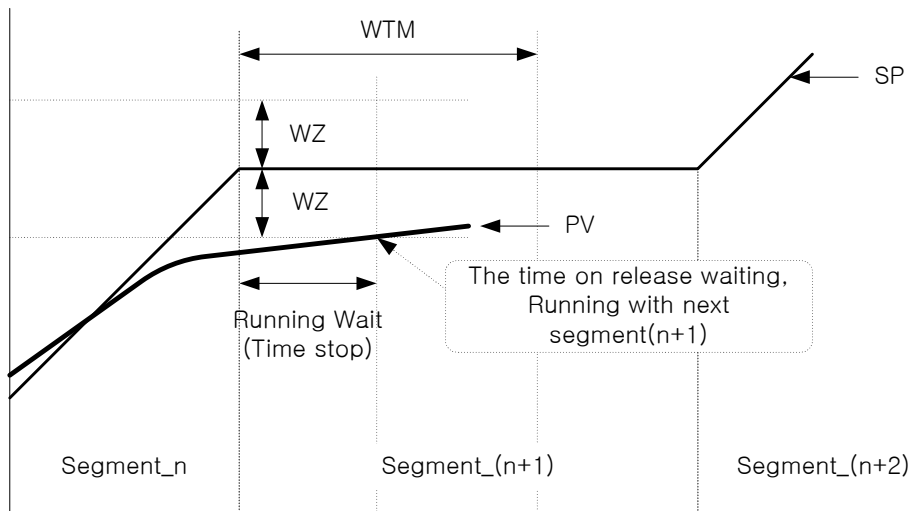 WTM
SP
WZ
WZ
PV
The time on release waiting,
Running with next
segment(n+1)
Running Wait
(Time stop)
Segment_n
Segment_(n+1)
Segment_(n+2)